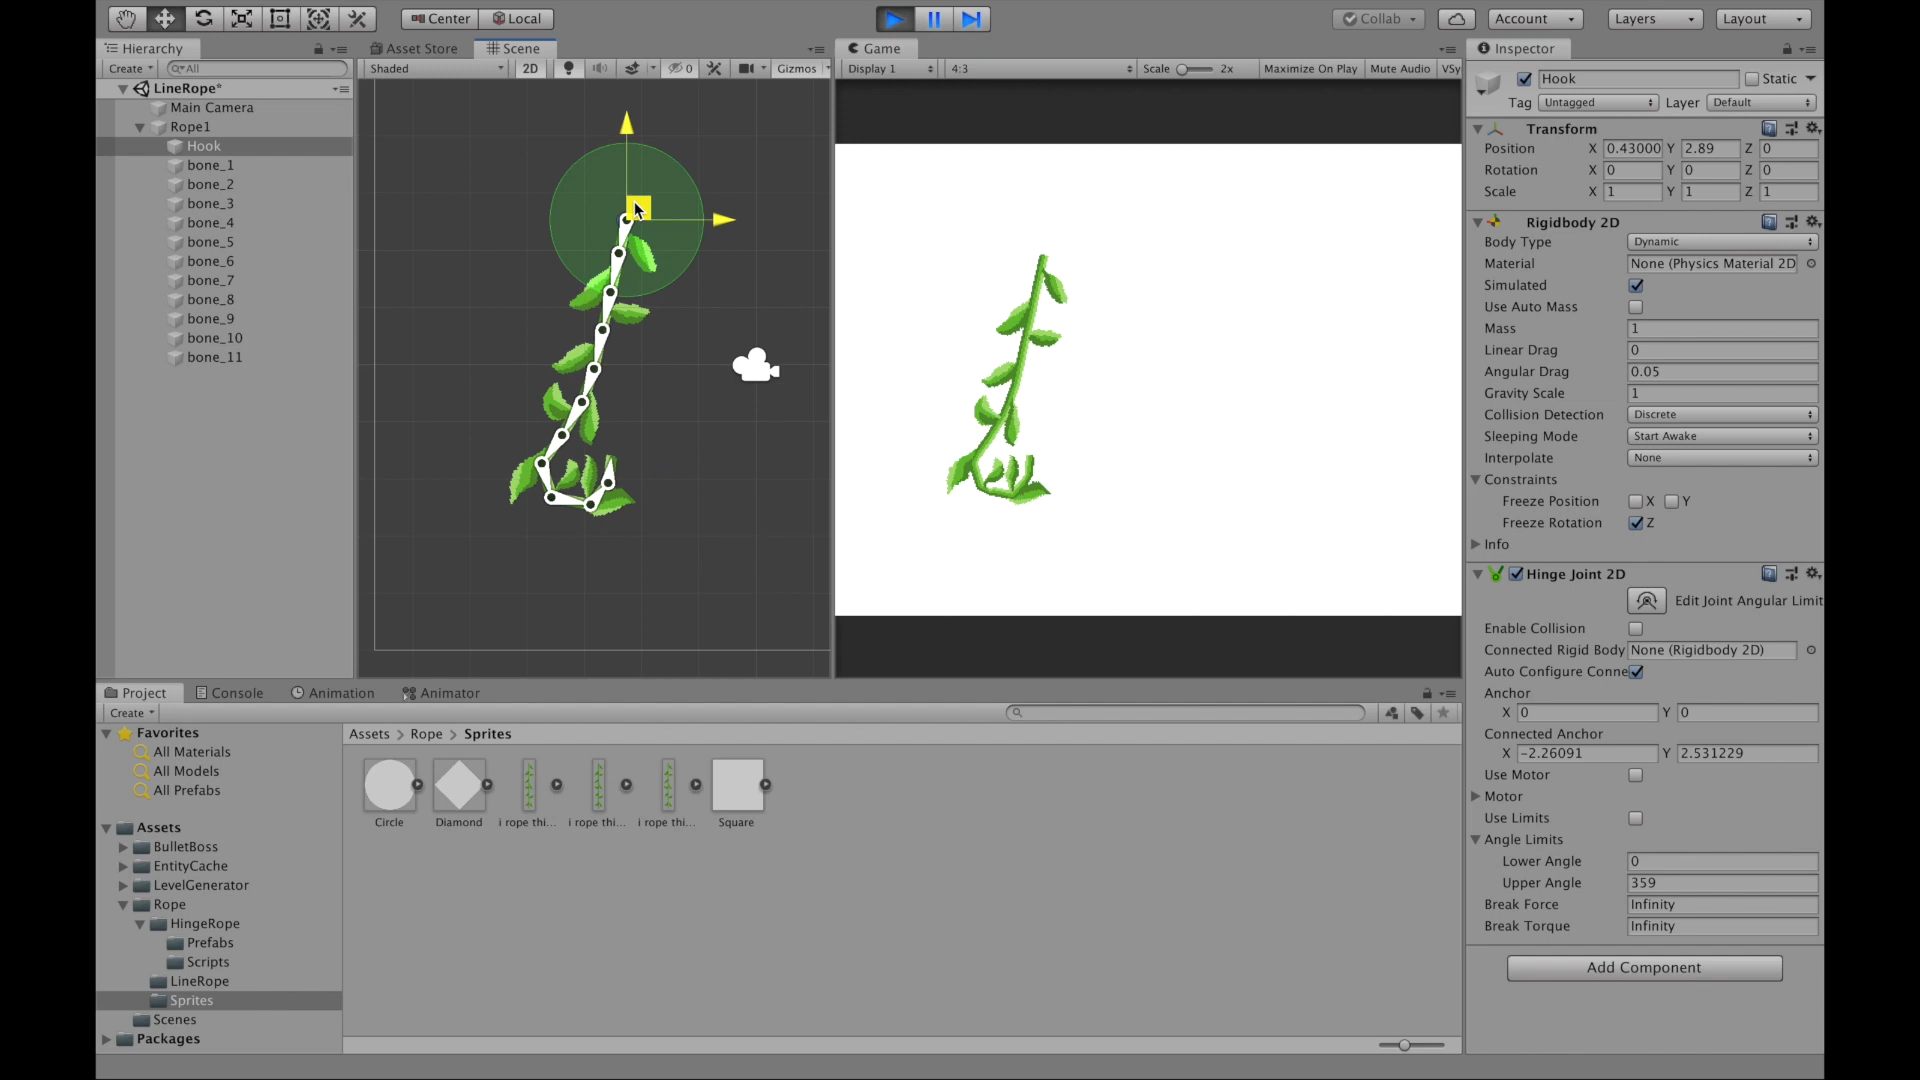 Center Local
Collab Account Layers Layout
Hierarchy
Create All
LineRope*
Main Camera
Rope1
Hook
bone_1
bone_2
bone_3
bone_4
bone_5
bone_6
bone_7
bone_8
bone_9
bone_10
bone_11
Asset Store Scene
Shaded 2D 0 Gizmos
Game
Display 1 4:3 Scale 2x Maximize On Play Mute Audio VSy
Inspector
Hook Static
Tag Untagged Layer Default
Transform
Position X 0.43000 Y 2.89 Z 0
Rotation X 0 Y 0 Z 0
Scale X 1 Y 1 Z 1
Rigidbody 2D
Body Type Dynamic
Material None (Physics Material 2D
Simulated
Use Auto Mass
Mass 1
Linear Drag 0
Angular Drag 0.05
Gravity Scale 1
Collision Detection Discrete
Sleeping Mode Start Awake
Interpolate None
Constraints
Freeze Position X Y
Freeze Rotation Z
Info
Hinge Joint 2D
Edit Joint Angular Limit
Enable Collision
Connected Rigid Body None (Rigidbody 2D)
Auto Configure Conne
Anchor
X 0 Y 0
Connected Anchor
X -2.26091 Y 2.531229
Use Motor
Motor
Use Limits
Angle Limits
Lower Angle 0
Upper Angle 359
Break Force Infinity
Break Torque Infinity
Add Component
Project Console Animation Animator
Create
Favorites
All Materials
All Models
All Prefabs
Assets
BulletBoss
EntityCache
LevelGenerator
Rope
HingeRope
Prefabs
Scripts
LineRope
Sprites
Scenes
Packages
Assets > Rope > Sprites
Circle Diamond i rope thi... i rope thi... i rope thi... Square